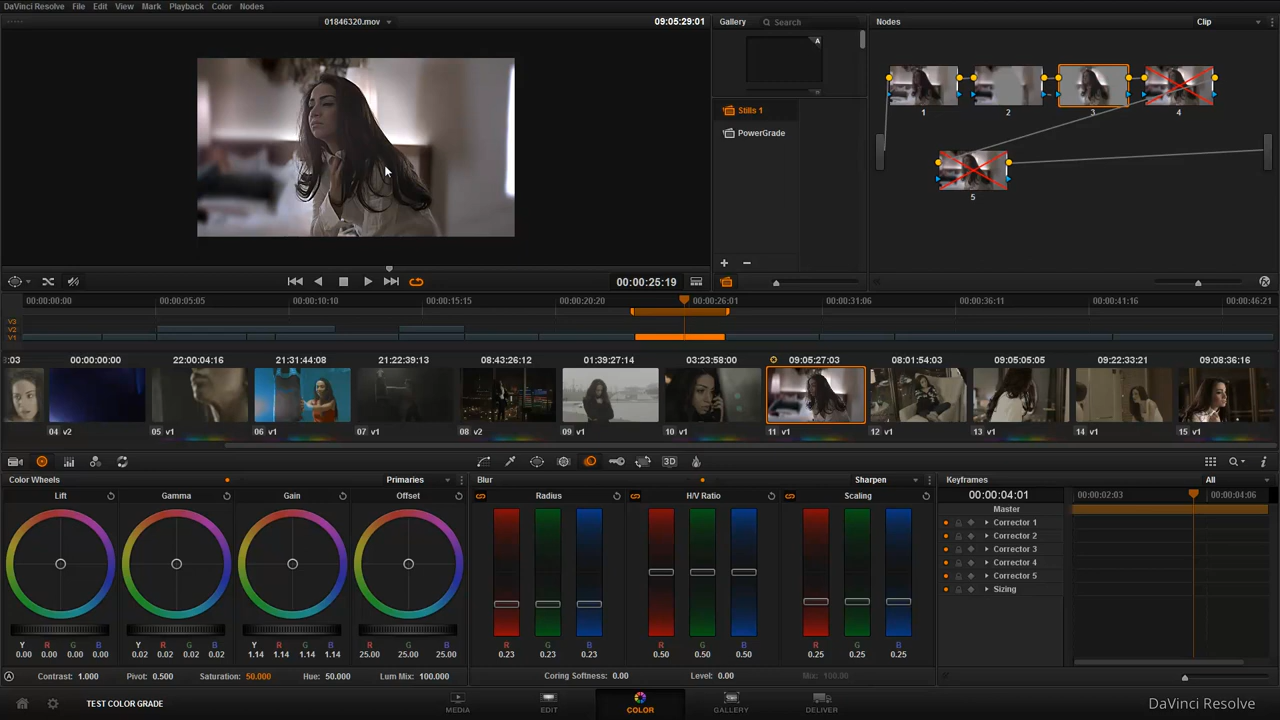 DaVinci Resolve File Edit View Mark Playback Color Nodes
01846320.mov 09:05:29:01 Gallery Search Nodes Clip
A
Stills 1
PowerGrade
1 2 3 4
5
00:00:25:19
00:00:00:00 00:00:05:05 00:00:10:10 00:00:15:15 00:00:20:20 00:00:26:01 00:00:31:06 00:00:36:11 00:00:41:16 00:00:46:21
V3
V2
V1
:03 00:00:00:00 22:00:04:16 21:31:44:08 21:22:39:13 08:43:26:12 01:39:27:14 03:23:58:00 09:05:27:03 08:01:54:03 09:05:05:05 09:22:33:21 09:08:36:16
04 v2 05 v1 06 v1 07 v1 08 v2 09 v1 10 v1 11 v1 12 v1 13 v1 14 v1 15 v1
3D
Color Wheels Primaries Blur Sharpen Keyframes All
Lift Gamma Gain Offset Radius H/V Ratio Scaling 00:00:04:01 00:00:02:03 00:00:04:06
Master
Corrector 1
Corrector 2
Corrector 3
Corrector 4
Corrector 5
Sizing
Y R G B Y R G B Y R G B R G B R G B R G B R G B
0.00 0.00 0.00 0.00 0.02 0.02 0.02 0.02 1.14 1.14 1.14 1.14 25.00 25.00 25.00 0.23 0.23 0.23 0.50 0.50 0.50 0.25 0.25 0.25
A Contrast: 1.000 Pivot: 0.500 Saturation: 50.000 Hue: 50.000 Lum Mix: 100.000 Coring Softness: 0.00 Level: 0.00 Mix: 100.00
TEST COLOR GRADE MEDIA EDIT COLOR GALLERY DELIVER DaVinci Resolve